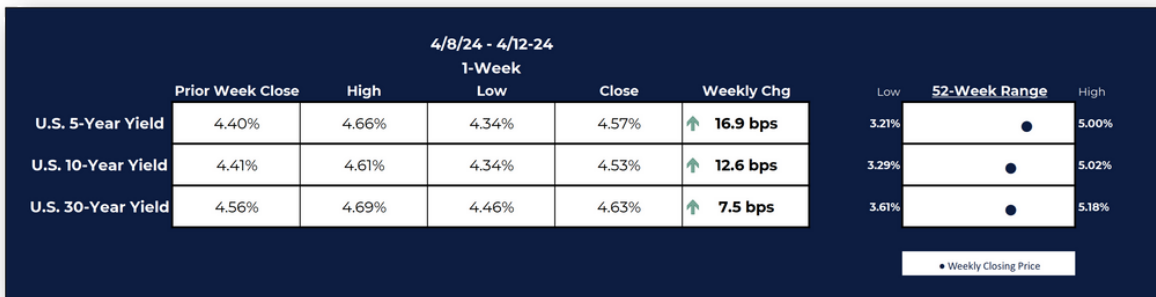 4/8/24 - 4/12-24
1-Week
Prior Week Close High Low Close Weekly Chg Low 52-Week Range High
U.S. 5-Year Yield 4.40% 4.66% 4.34% 4.57% 16.9 bps 3.21% 5.00%
U.S. 10-Year Yield 4.41% 4.61% 4.34% 4.53% 12.6 bps 3.29% 5.02%
U.S. 30-Year Yield 4.56% 4.69% 4.46% 4.63% 7.5 bps 3.61% 5.18%
• Weekly Closing Price